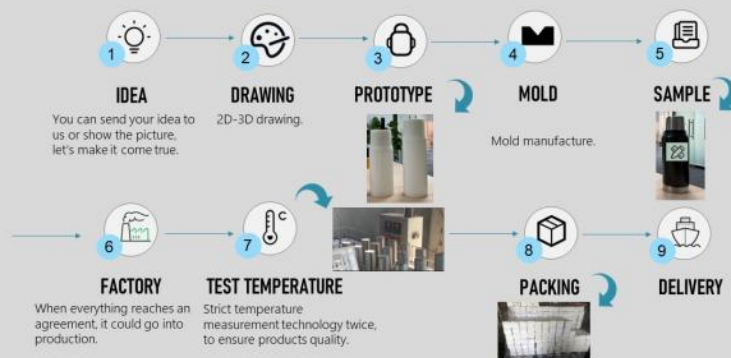 1
2
3
4
5
IDEA
DRAWING
PROTOTYPE
MOLD
SAMPLE
You can send your idea to
us or show the picture,
let's make it come true.
2D-3D drawing.
Mold manufacture.
6
7
C
8
9
FACTORY
TEST TEMPERATURE
PACKING
DELIVERY
When everything reaches an
agreement, it could go into
production.
Strict temperature
measurement technology twice,
to ensure products quality.